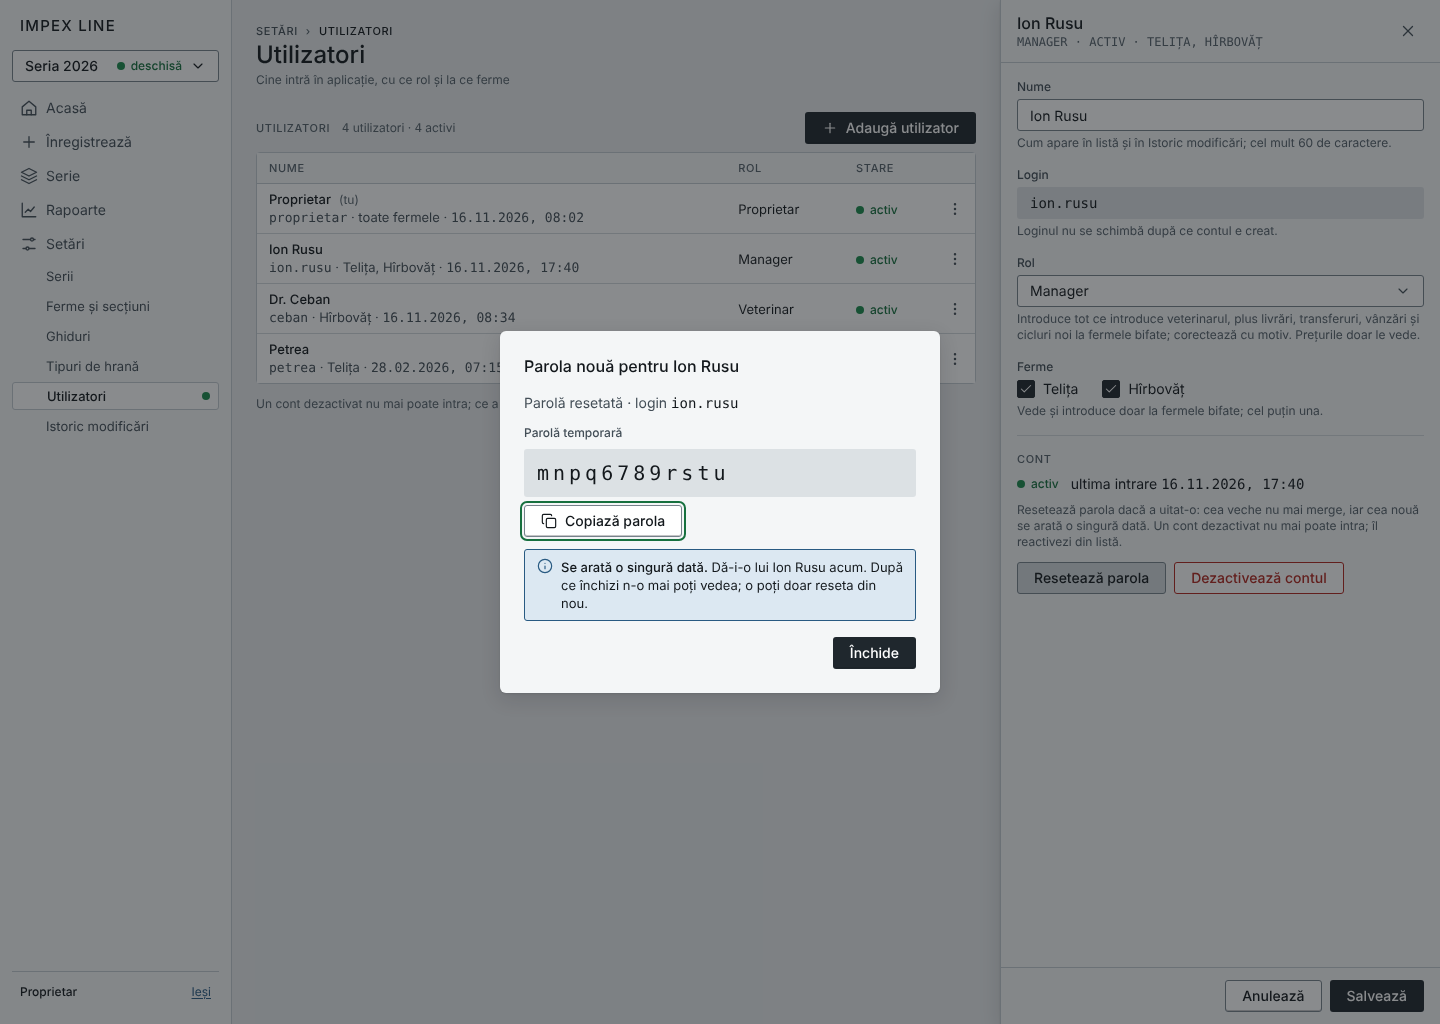 IMPEX LINE
Seria 2026 deschisă
Acasă
Înregistrează
Serie
Rapoarte
Setări
Serii
Ferme și secțiuni
Ghiduri
Tipuri de hrană
Utilizatori
Istoric modificări
Proprietar Ieși
SETĂRI › UTILIZATORI
Utilizatori
Cine intră în aplicație, cu ce rol și la ce ferme
UTILIZATORI 4 utilizatori · 4 activi
Adaugă utilizator
NUME ROL STARE
Proprietar (tu)
proprietar · toate fermele · 16.11.2026, 08:02
Proprietar activ
Ion Rusu
ion.rusu · Telița, Hîrbovăț · 16.11.2026, 17:40
Manager activ
Dr. Ceban
ceban · Hîrbovăț · 16.11.2026, 08:34
Veterinar activ
Petrea
petrea · Telița · 28.02.2026, 07:15
Un cont dezactivat nu mai poate intra; ce a
Parola nouă pentru Ion Rusu
Parolă resetată · login ion.rusu
Parolă temporară
mnpq6789rstu
Copiază parola
Se arată o singură dată. Dă-i-o lui Ion Rusu acum. După
ce închizi n-o mai poți vedea; o poți doar reseta din
nou.
Închide
Ion Rusu
MANAGER · ACTIV · TELIȚA, HÎRBOVĂȚ
Nume
Ion Rusu
Cum apare în listă și în Istoric modificări; cel mult 60 de caractere.
Login
ion.rusu
Loginul nu se schimbă după ce contul e creat.
Rol
Manager
Introduce tot ce introduce veterinarul, plus livrări, transferuri, vânzări și
cicluri noi la fermele bifate; corectează cu motiv. Prețurile doar le vede.
Ferme
Telița Hîrbovăț
Vede și introduce doar la fermele bifate; cel puțin una.
CONT
activ ultima intrare 16.11.2026, 17:40
Resetează parola dacă a uitat-o: cea veche nu mai merge, iar cea nouă
se arată o singură dată. Un cont dezactivat nu mai poate intra; îl
reactivezi din listă.
Resetează parola Dezactivează contul
Anulează Salvează